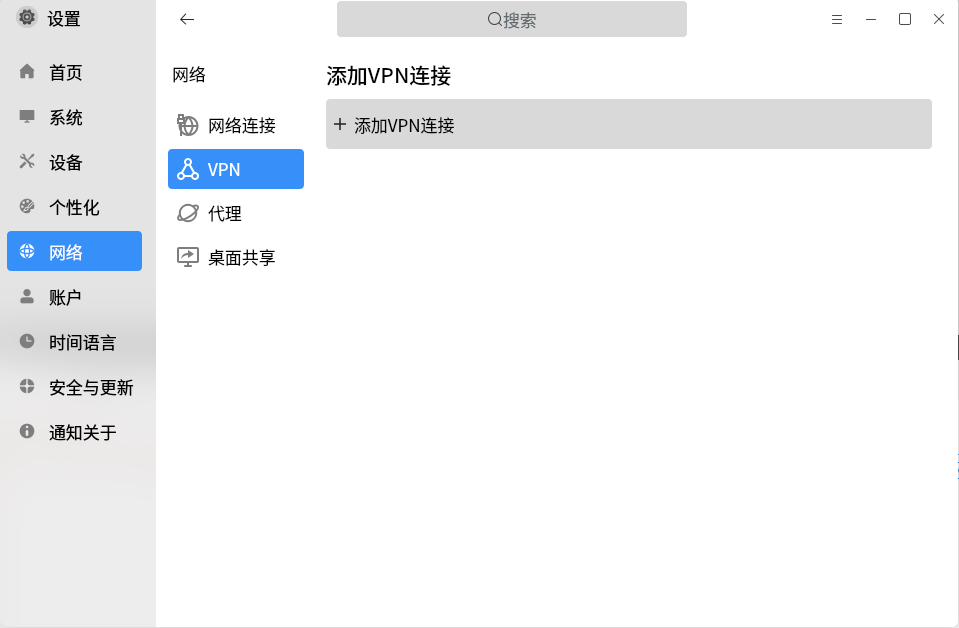 设置
搜索
首页
系统
设备
个性化
网络
账户
时间语言
安全与更新
通知关于
网络
网络连接
VPN
代理
桌面共享
添加VPN连接
添加VPN连接